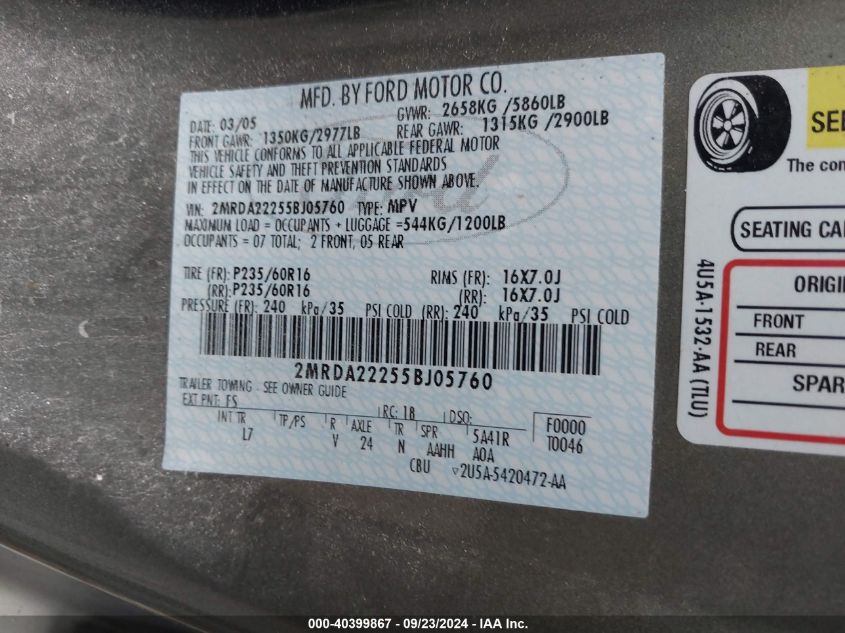 MFD. BY FORD MOTOR CO.
DATE: 03/05 GVWR: 2658KG /5860LB
FRONT GAWR: 1350KG/2977LB REAR GAWR: 1315KG /2900LB
THIS VEHICLE CONFORMS TO ALL APPLICABLE FEDERAL MOTOR
VEHICLE SAFETY AND THEFT PREVENTION STANDARDS
IN EFFECT ON THE DATE OF MANUFACTURE SHOWN ABOVE.
VIN: 2MRDA22255BJ05760 TYPE: MPV
MAXIMUM LOAD = OCCUPANTS + LUGGAGE =544KG/1200LB
OCCUPANTS = 07 TOTAL; 2 FRONT, 05 REAR
TIRE (FR): P235/60R16 RIMS (FR): 16X7.0J
(RR): P235/60R16 (RR): 16X7.0J
PRESSURE (FR): 240 kPa/35 PSI COLD (RR): 240 kPa/35 PSI COLD
2MRDA22255BJ05760
TRAILER TOWING - SEE OWNER GUIDE
EXT PNT: FS RC: 18 DSO: F0000
INT TR TP/PS R AXLE TR SPR 5A41R T0046
L7 V 24 N AAHH A0A
CBU ▽2U5A-5420472-AA
Ford
SEE
The co
SEATING CA
ORIGI
FRONT
REAR
SPAR
4U5A-1532-AA (TLU)
000-40399867 - 09/23/2024 - IAA Inc.